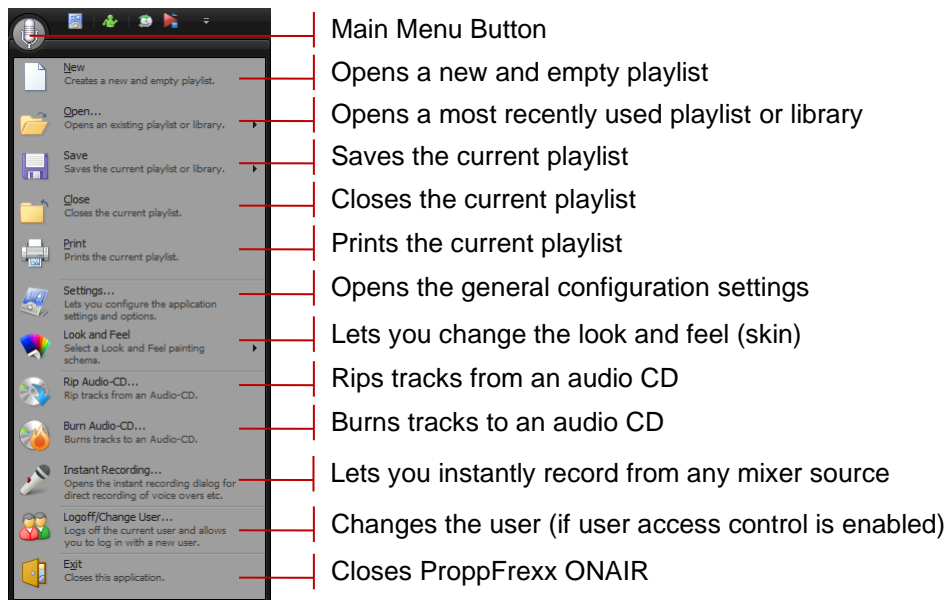 Main Menu Button
New
Creates a new and empty playlist.
Opens a new and empty playlist
Open...
Opens an existing playlist or library.
Opens a most recently used playlist or library
Save
Saves the current playlist or library.
Saves the current playlist
Close
Closes the current playlist.
Closes the current playlist
Print
Prints the current playlist.
Prints the current playlist
Settings...
Lets you configure the application
settings and options.
Opens the general configuration settings
Look and Feel
Select a Look and Feel painting
schema.
Lets you change the look and feel (skin)
Rip Audio-CD...
Rip tracks from an Audio-CD.
Rips tracks from an audio CD
Burn Audio-CD...
Burns tracks to an Audio-CD.
Burns tracks to an audio CD
Instant Recording...
Opens the instant recording dialog for
direct recording of voice overs etc.
Lets you instantly record from any mixer source
Logoff/Change User...
Logs off the current user and allows
you to log in with a new user.
Changes the user (if user access control is enabled)
Exit
Closes this application.
Closes ProppFrexx ONAIR